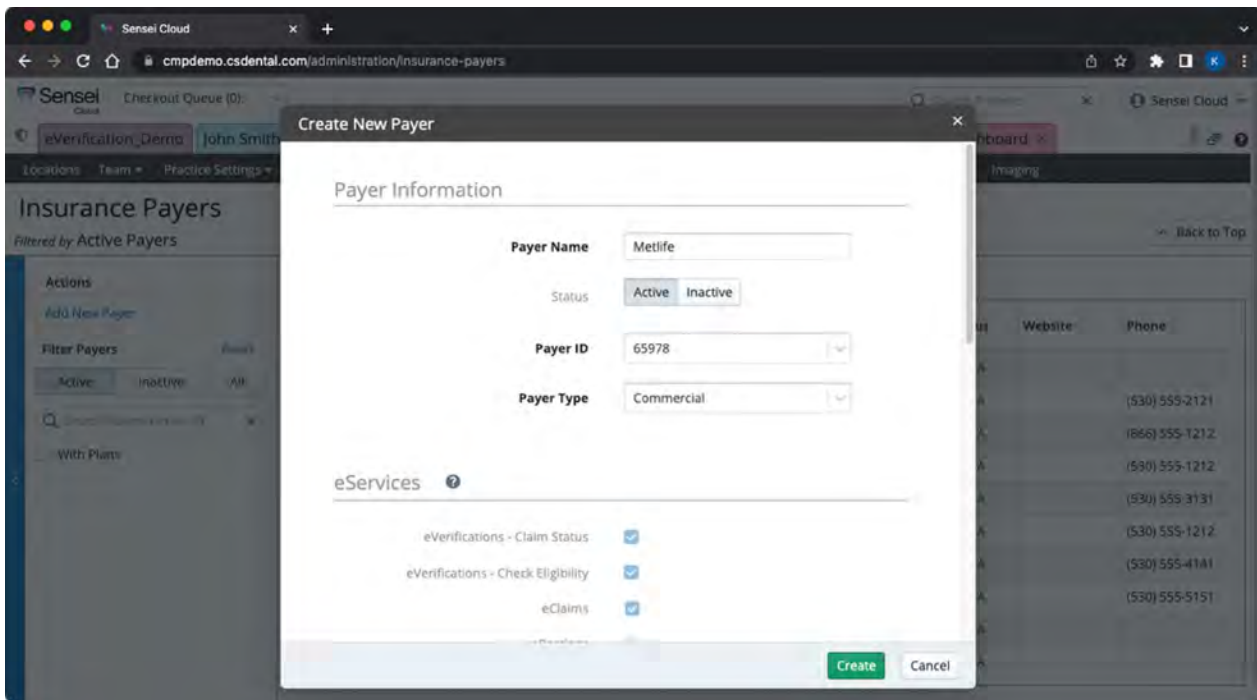 Sensei Cloud
cmpdemo.csdental.com/administration/insurance-payers
K
Sensei Checkout Queue (0): Sensei Cloud
Cloud
eVerification_Demo John Smith
Locations Team Practice Settings Imaging
Insurance Payers
Filtered by Active Payers
Back to Top
Actions
Add New Payer
Filter Payers Reset
Active Inactive All
With Plans
Website Phone
(530) 555-2121
(866) 555-1212
(590) 555-1212
(530) 555-3131
(530) 555-1212
(530) 555-4141
(530) 555-5151
Create New Payer
Payer Information
Payer Name Metlife
Status Active Inactive
Payer ID 65978
Payer Type Commercial
eServices
eVerifications - Claim Status
eVerifications - Check Eligibility
eClaims
Create Cancel